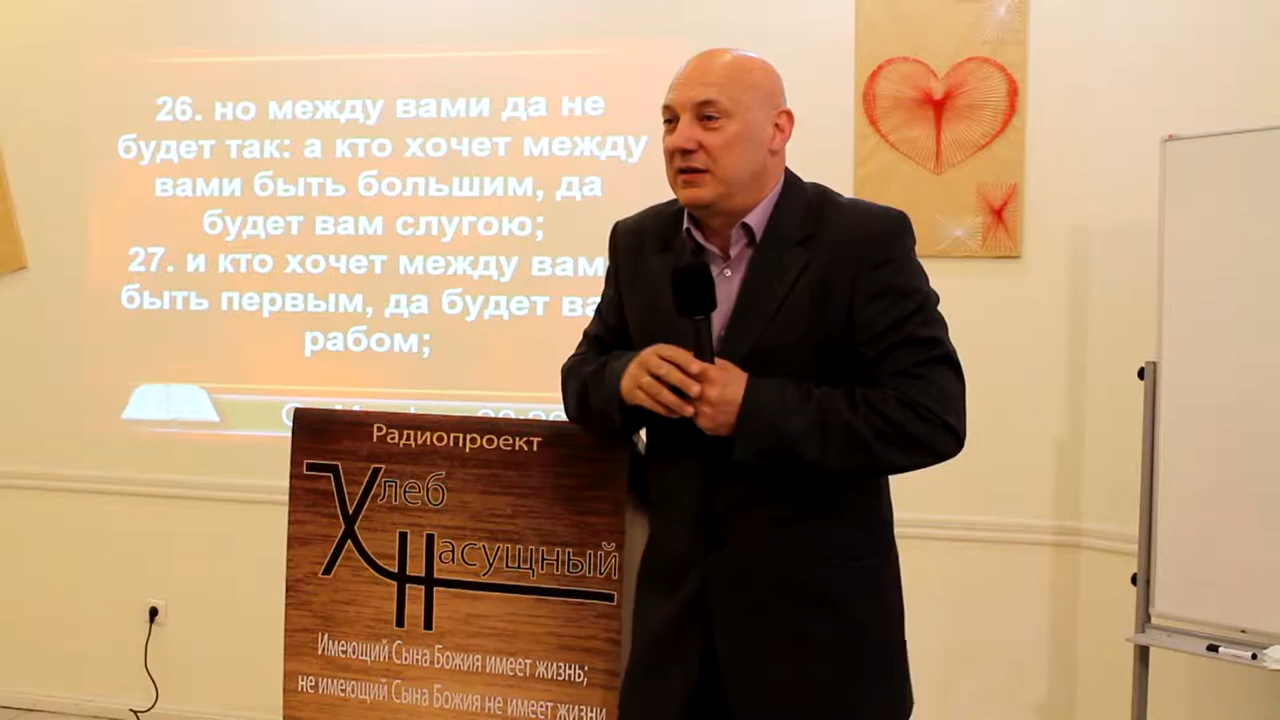 26. но между вами да не
будет так: а кто хочет между
вами быть большим, да
будет вам слугою;
27. и кто хочет между вам
быть первым, да будет ва
рабом;
Радиопроект
Хлеб
Насущный
Имеющий Сына Божия имеет жизнь;
не имеющий Сына Божия не имеет жизни